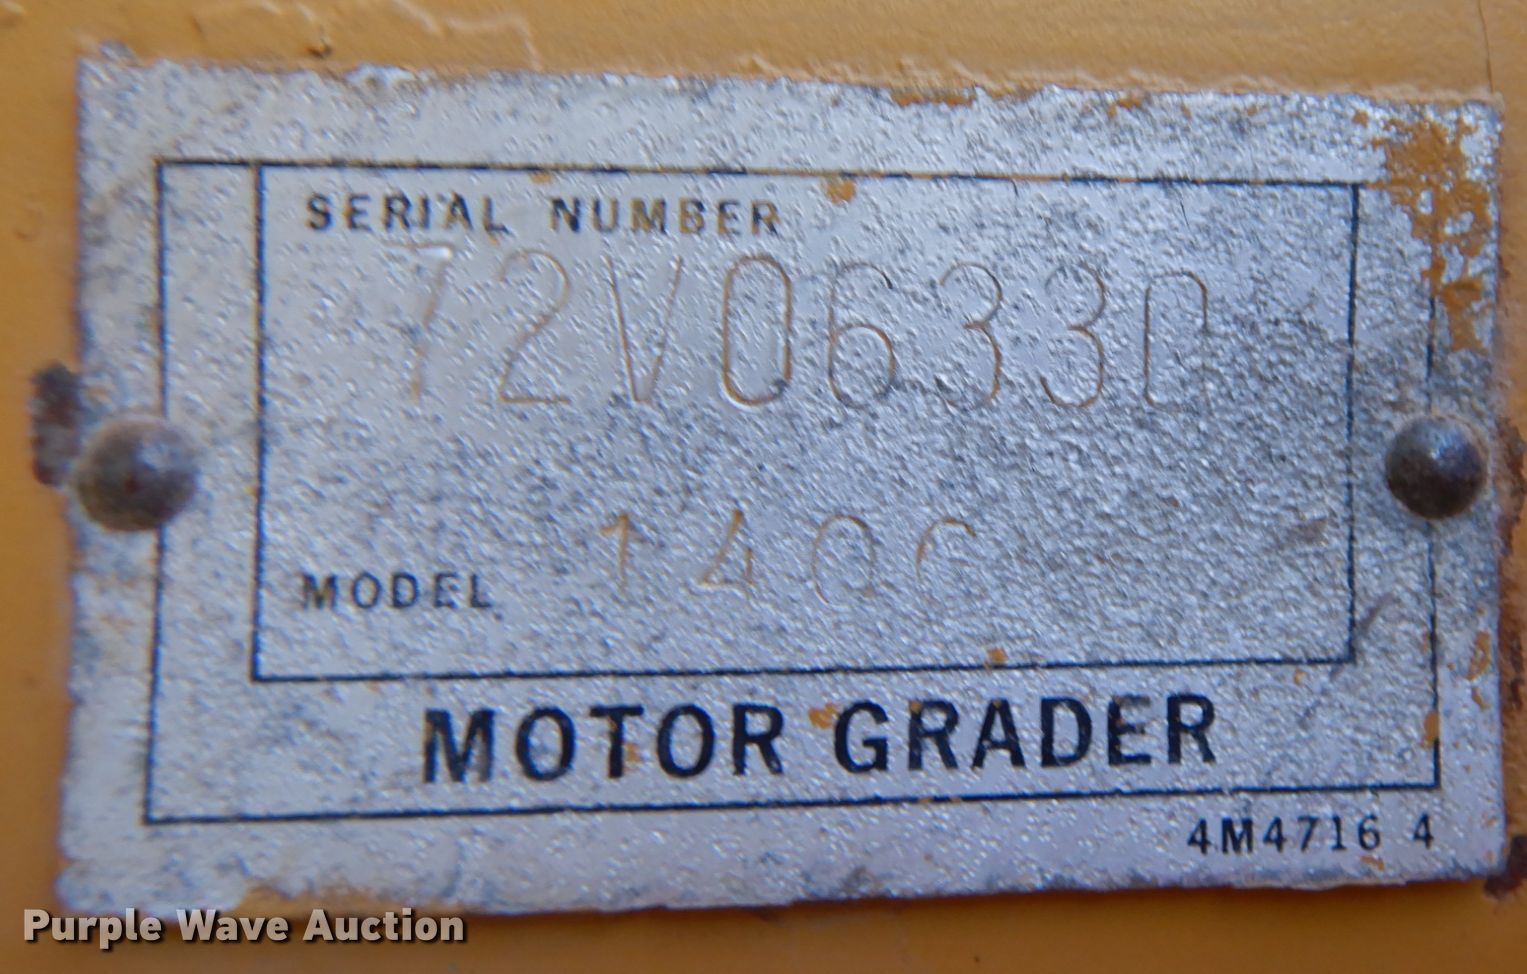 SERIAL NUMBER
72V06330
MODEL 140G
MOTOR GRADER
4M4716 4
Purple Wave Auction